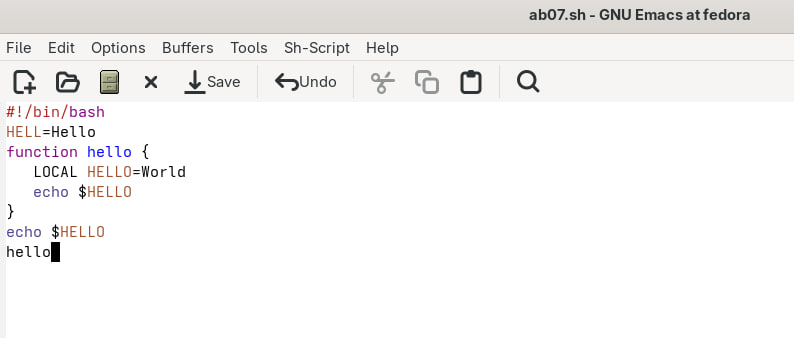 ab07.sh - GNU Emacs at fedora
File Edit Options Buffers Tools Sh-Script Help
Save Undo
#!/bin/bash
HELL=Hello
function hello {
   LOCAL HELLO=World
   echo $HELLO
}
echo $HELLO
hello